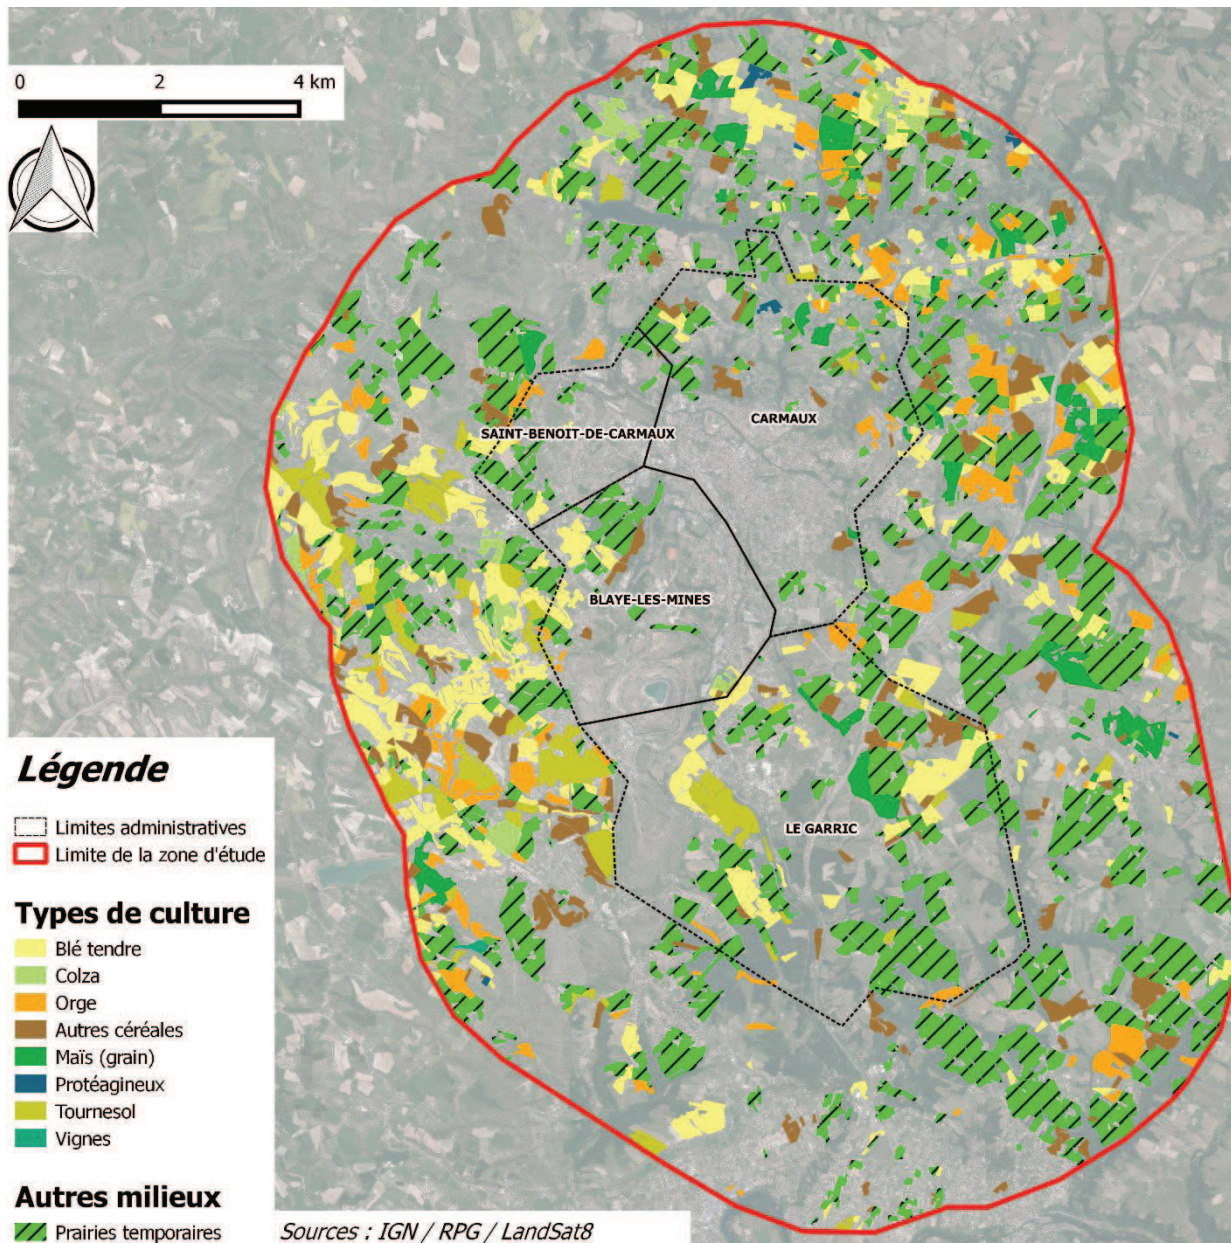 0 2 4 km
CARMAUX
SAINT-BENOIT-DE-CARMAUX
BLAYE-LES-MINES
LE GARRIC
Légende
Limites administratives
Limite de la zone d'étude
Types de culture
Blé tendre
Colza
Orge
Autres céréales
Maïs (grain)
Protéagineux
Tournesol
Vignes
Autres milieux
Prairies temporaires
Sources : IGN / RPG / LandSat8